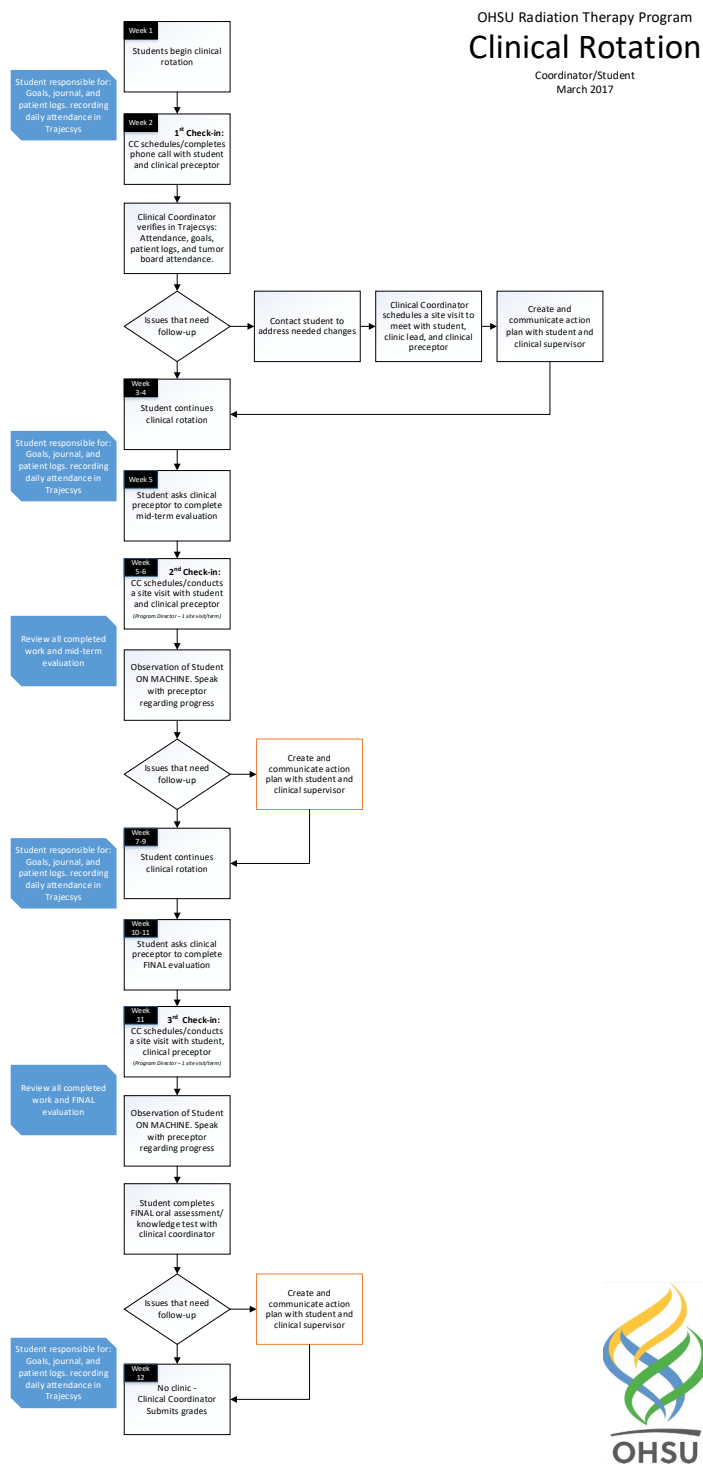 OHSU Radiation Therapy Program
Clinical Rotation
Coordinator/Student
March 2017
Week 1
Students begin clinical
rotation
Student responsible for:
Goals, journal, and
patient logs. recording
daily attendance in
Trajecsys
Week 2
1st Check-in:
CC schedules/completes
phone call with student
and clinical preceptor
Clinical Coordinator
verifies in Trajecsys:
Attendance, goals,
patient logs, and tumor
board attendance.
Issues that need
follow-up
Contact student to
address needed changes
Clinical Coordinator
schedules a site visit to
meet with student,
clinic lead, and clinical
preceptor
Create and
communicate action
plan with student and
clinical supervisor
Week
3-4
Student continues
clinical rotation
Student responsible for:
Goals, journal, and
patient logs. recording
daily attendance in
Trajecsys
Week 5
Student asks clinical
preceptor to complete
mid-term evaluation
Week
5-6
2nd Check-in:
CC schedules/conducts
a site visit with student
and clinical preceptor
(Program Director – 1 site visit/term)
Review all completed
work and mid-term
evaluation
Observation of Student
ON MACHINE. Speak
with preceptor
regarding progress
Issues that need
follow-up
Create and
communicate action
plan with student and
clinical supervisor
Week
7-9
Student continues
clinical rotation
Student responsible for:
Goals, journal, and
patient logs. recording
daily attendance in
Trajecsys
Week
10-11
Student asks clinical
preceptor to complete
FINAL evaluation
Week
11
3rd Check-in:
CC schedules/conducts
a site visit with student,
clinical preceptor
(Program Director – 1 site visit/term)
Review all completed
work and FINAL
evaluation
Observation of Student
ON MACHINE. Speak
with preceptor
regarding progress
Student completes
FINAL oral assessment/
knowledge test with
clinical coordinator
Issues that need
follow-up
Create and
communicate action
plan with student and
clinical supervisor
Student responsible for:
Goals, journal, and
patient logs. recording
daily attendance in
Trajecsys
Week
12
No clinic -
Clinical Coordinator
Submits grades
OHSU